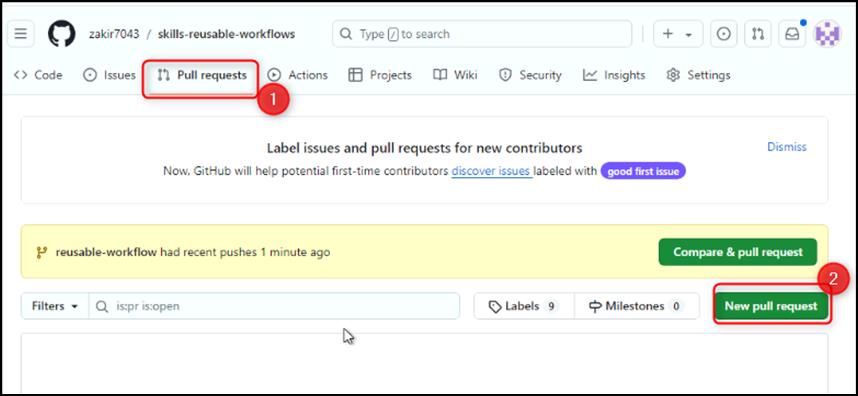 zakir7043 / skills-reusable-workflows Type / to search
Code Issues Pull requests Actions Projects Wiki Security Insights Settings
1
Label issues and pull requests for new contributors Dismiss
Now, GitHub will help potential first-time contributors discover issues labeled with good first issue
reusable-workflow had recent pushes 1 minute ago Compare & pull request
2
Filters is:pr is:open Labels 9 Milestones 0 New pull request